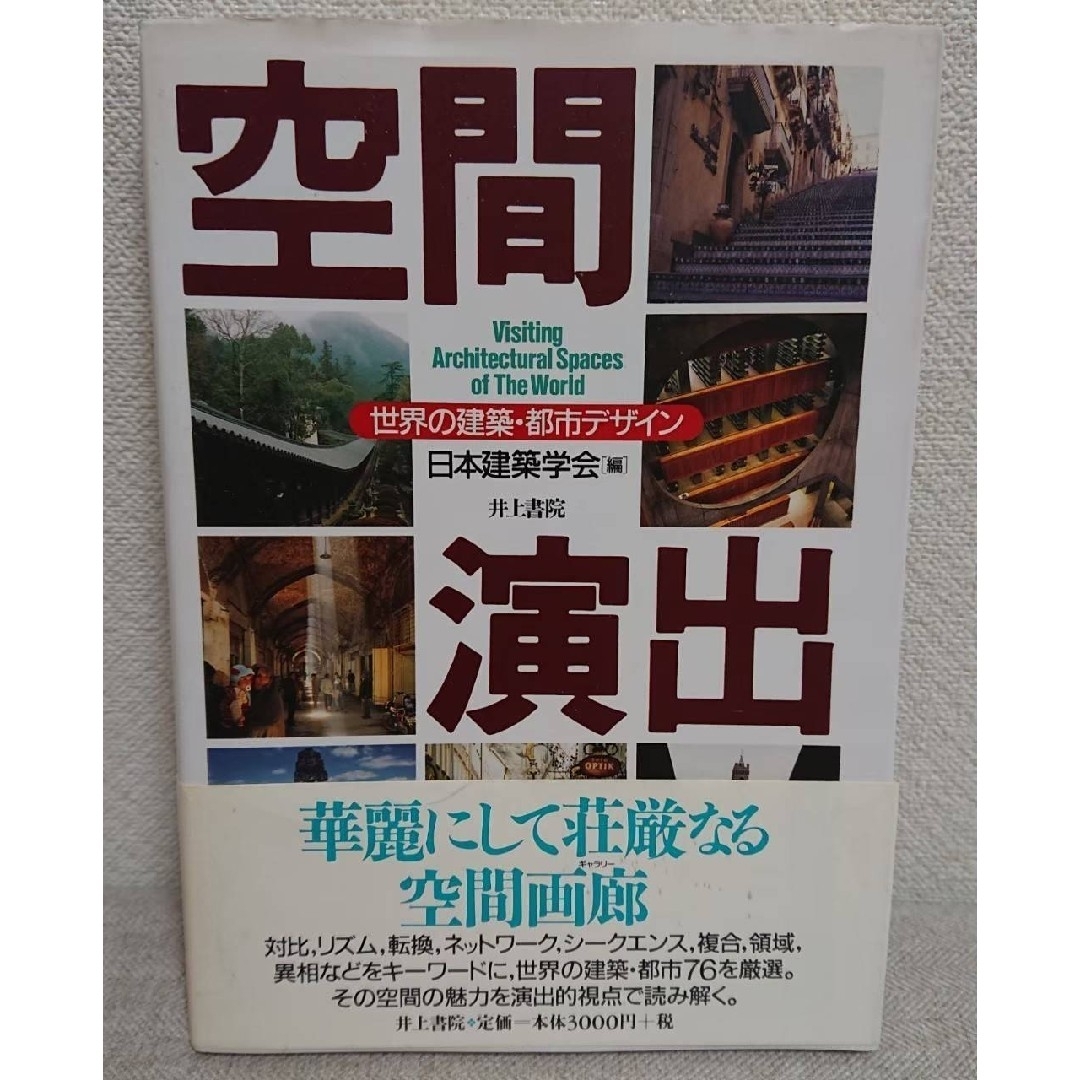 空間
Visiting
Architectural Spaces
of The World
世界の建築・都市デザイン
日本建築学会[編]
井上書院
演出
OPTIK
華麗にして荘厳なる
ギャラリー
空間画廊
対比,リズム,転換,ネットワーク,シークエンス,複合,領域,
異相などをキーワードに,世界の建築・都市76を厳選。
その空間の魅力を演出的視点で読み解く。
井上書院✦定価＝本体3000円＋税